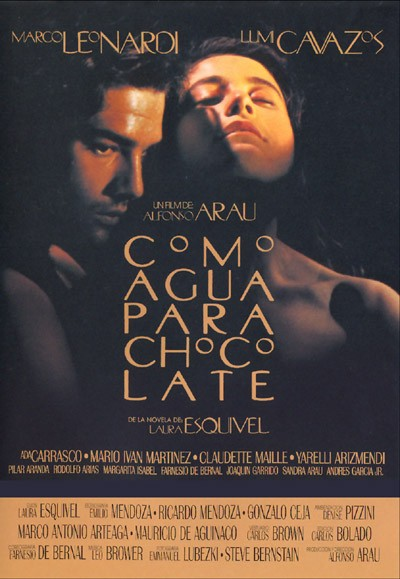 MARCO LEONARDI LUMI CAVAZOS
UN FILM DE
ALFONSO ARAU
COMO
AGUA
PARA
CHOCO
LATE
DE LA NOVELA DE
LAURA ESQUIVEL
ADA CARRASCO • MARIO IVAN MARTINEZ • CLAUDETTE MAILLE • YARELLI ARIZMENDI
PILAR ARANDA RODOLFO ARIAS MARGARITA ISABEL FARNESIO DE BERNAL JOAQUIN GARRIDO SANDRA ARAU ANDRES GARCIA JR.
LAURA ESQUIVEL EMILIO MENDOZA • RICARDO MENDOZA • GONZALO CEJA DENISE PIZZINI
MARCO ANTONIO ARTEAGA • MAURICIO DE AGUINACO CARLOS BROWN CARLOS BOLADO
FARNESIO DE BERNAL LEO BROWER EMMANUEL LUBEZKI • STEVE BERNSTAIN ALFONSO ARAU